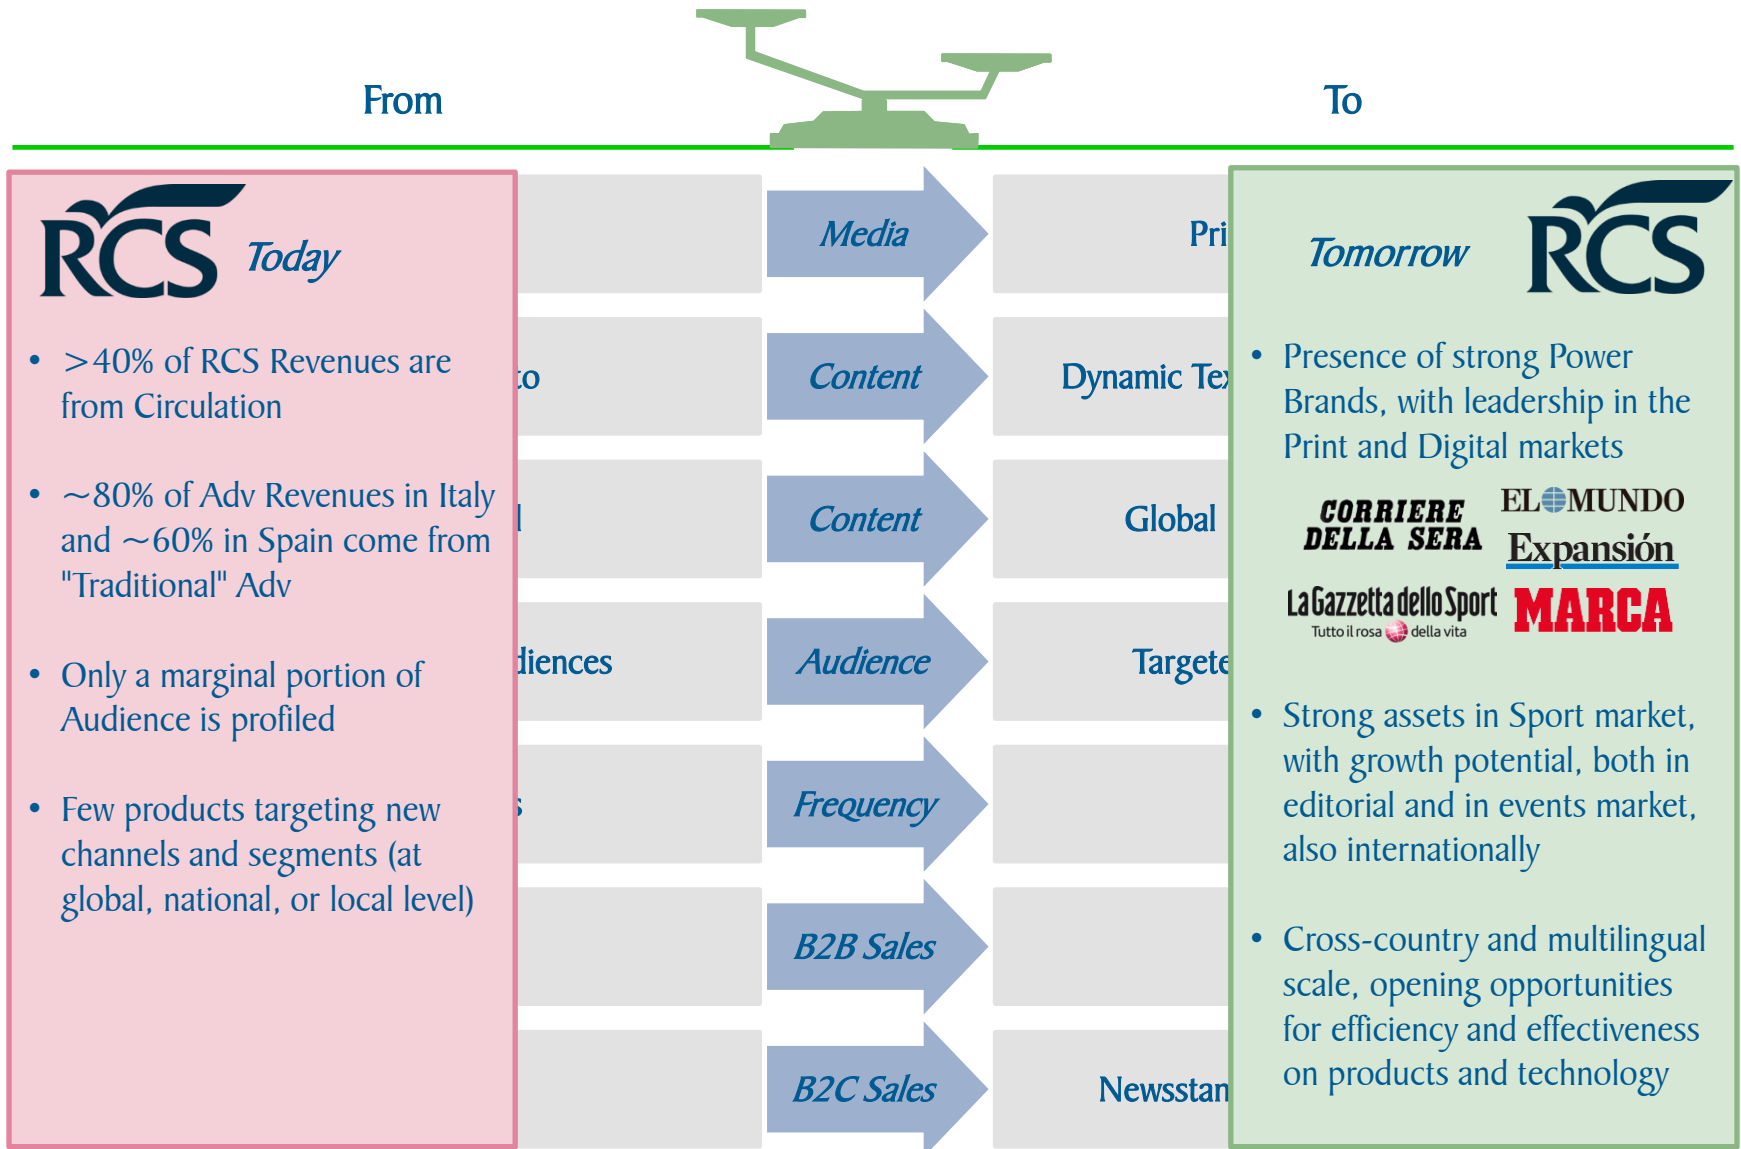 From
To
RCS
Today
• >40% of RCS Revenues are
from Circulation
• ~80% of Adv Revenues in Italy
and ~60% in Spain come from
"Traditional" Adv
• Only a marginal portion of
Audience is profiled
• Few products targeting new
channels and segments (at
global, national, or local level)
Media
Content
Dynamic
Content
Global
Audience
Frequency
B2B Sales
B2C Sales
Tomorrow
RCS
• Presence of strong Power
Brands, with leadership in the
Print and Digital markets
CORRIERE
DELLA SERA
EL MUNDO
Expansión
La Gazzetta dello Sport
Tutto il rosa della vita
MARCA
• Strong assets in Sport market,
with growth potential, both in
editorial and in events market,
also internationally
• Cross-country and multilingual
scale, opening opportunities
for efficiency and effectiveness
on products and technology